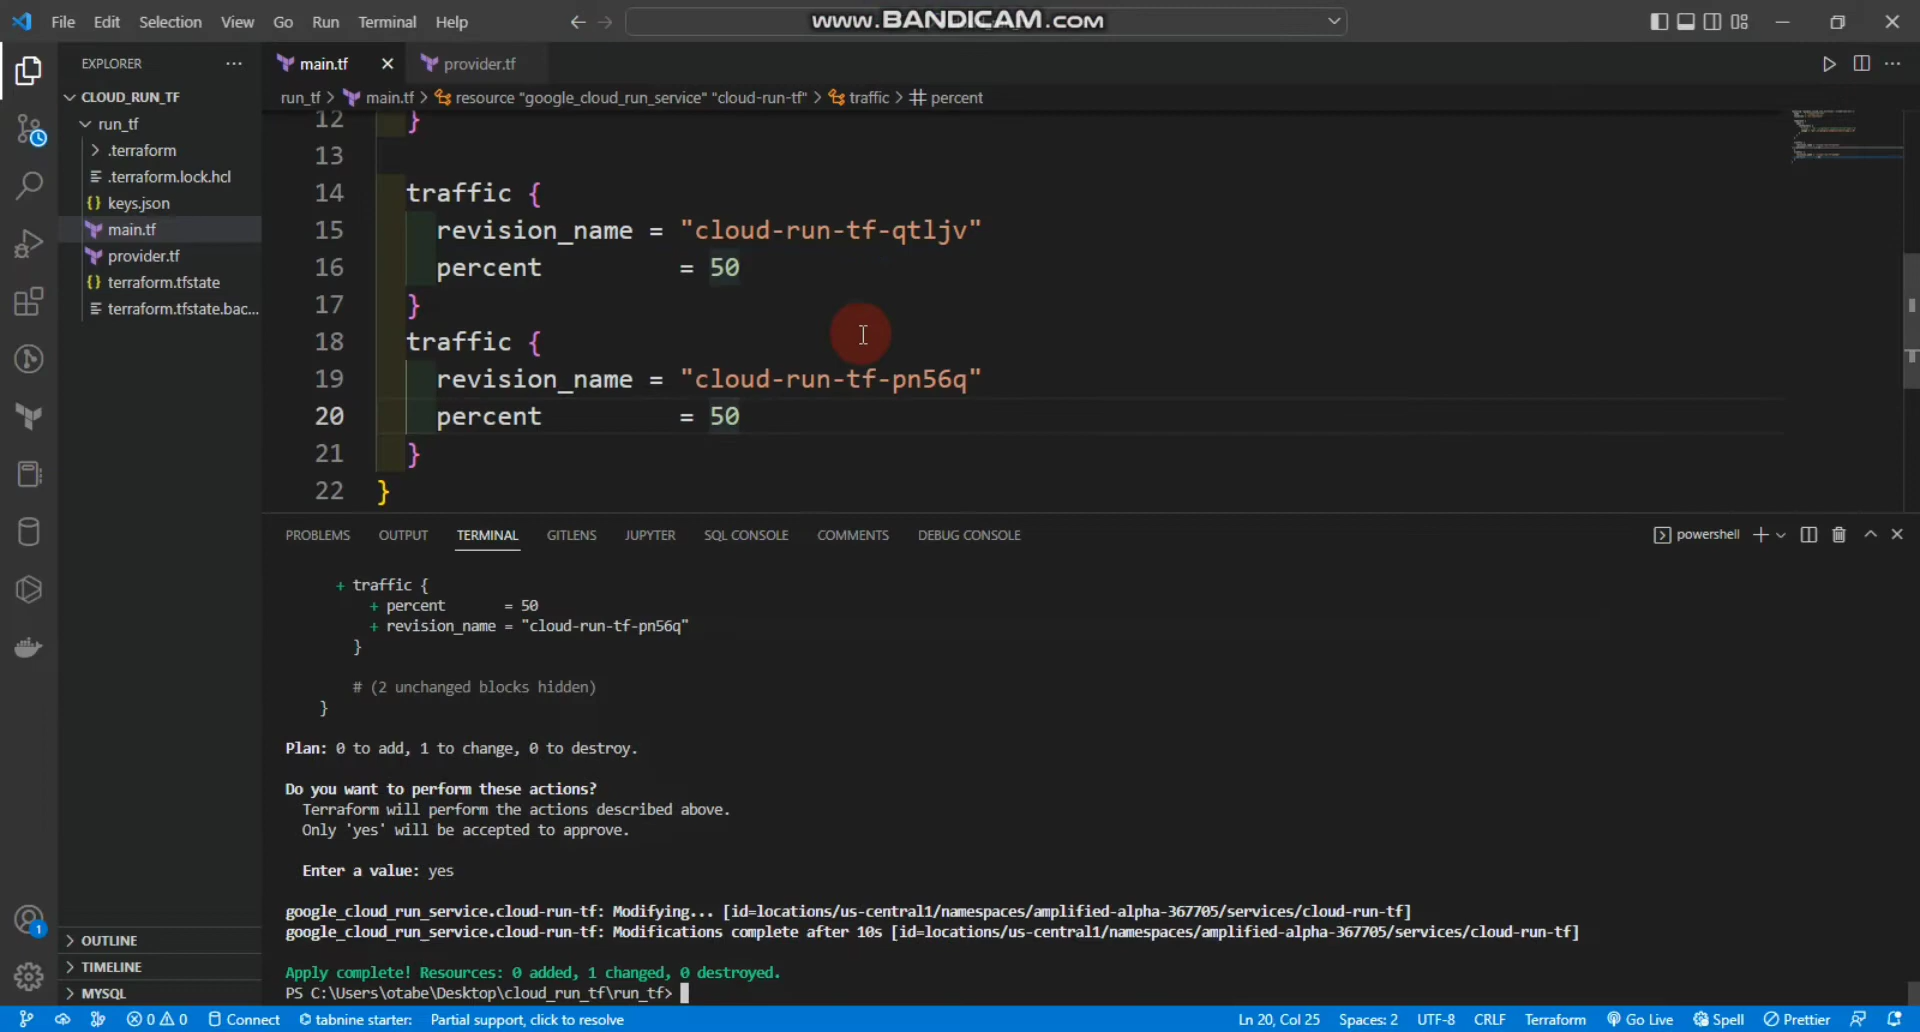 File Edit Selection View Go Run Terminal Help
www.BANDICAM.com
EXPLORER
main.tf
provider.tf
CLOUD_RUN_TF
run_tf > main.tf > resource "google_cloud_run_service" "cloud-run-tf" > traffic > # percent
run_tf
.terraform
.terraform.lock.hcl
keys.json
main.tf
provider.tf
terraform.tfstate
terraform.tfstate.bac...
12 }
13
14 traffic {
15 revision_name = "cloud-run-tf-qtljv"
16 percent = 50
17 }
18 traffic {
19 revision_name = "cloud-run-tf-pn56q"
20 percent = 50
21 }
22 }
PROBLEMS OUTPUT TERMINAL GITLENS JUPYTER SQL CONSOLE COMMENTS DEBUG CONSOLE
powershell
+ traffic {
+ percent = 50
+ revision_name = "cloud-run-tf-pn56q"
}
# (2 unchanged blocks hidden)
}
Plan: 0 to add, 1 to change, 0 to destroy.
Do you want to perform these actions?
Terraform will perform the actions described above.
Only 'yes' will be accepted to approve.
Enter a value: yes
google_cloud_run_service.cloud-run-tf: Modifying... [id=locations/us-central1/namespaces/amplified-alpha-367705/services/cloud-run-tf]
google_cloud_run_service.cloud-run-tf: Modifications complete after 10s [id=locations/us-central1/namespaces/amplified-alpha-367705/services/cloud-run-tf]
Apply complete! Resources: 0 added, 1 changed, 0 destroyed.
PS C:\Users\otabe\Desktop\cloud_run_tf\run_tf>
1
OUTLINE
TIMELINE
MYSQL
0 0 Connect tabnine starter: Partial support, click to resolve
Ln 20, Col 25 Spaces: 2 UTF-8 CRLF Terraform Go Live Spell Prettier